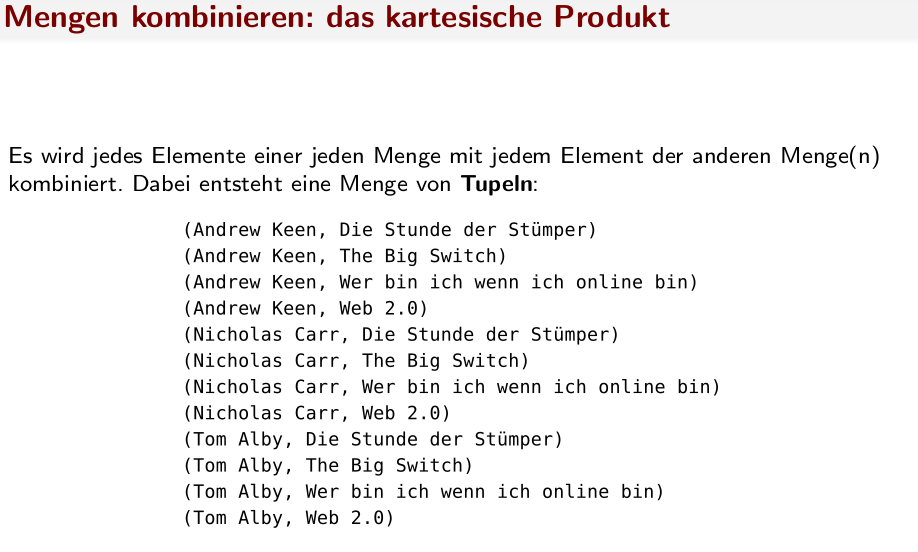 Mengen kombinieren: das kartesische Produkt
Es wird jedes Elemente einer jeden Menge mit jedem Element der anderen Menge(n)
kombiniert. Dabei entsteht eine Menge von Tupeln:
(Andrew Keen, Die Stunde der Stümper)
(Andrew Keen, The Big Switch)
(Andrew Keen, Wer bin ich wenn ich online bin)
(Andrew Keen, Web 2.0)
(Nicholas Carr, Die Stunde der Stümper)
(Nicholas Carr, The Big Switch)
(Nicholas Carr, Wer bin ich wenn ich online bin)
(Nicholas Carr, Web 2.0)
(Tom Alby, Die Stunde der Stümper)
(Tom Alby, The Big Switch)
(Tom Alby, Wer bin ich wenn ich online bin)
(Tom Alby, Web 2.0)